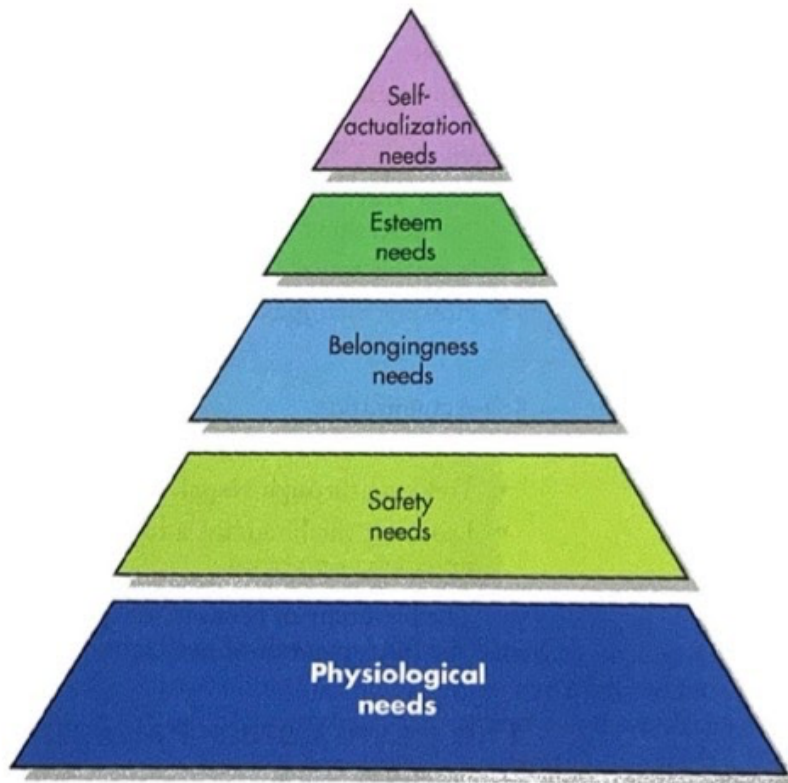 Self-
actualization
needs
Esteem
needs
Belongingness
needs
Safety
needs
Physiological
needs